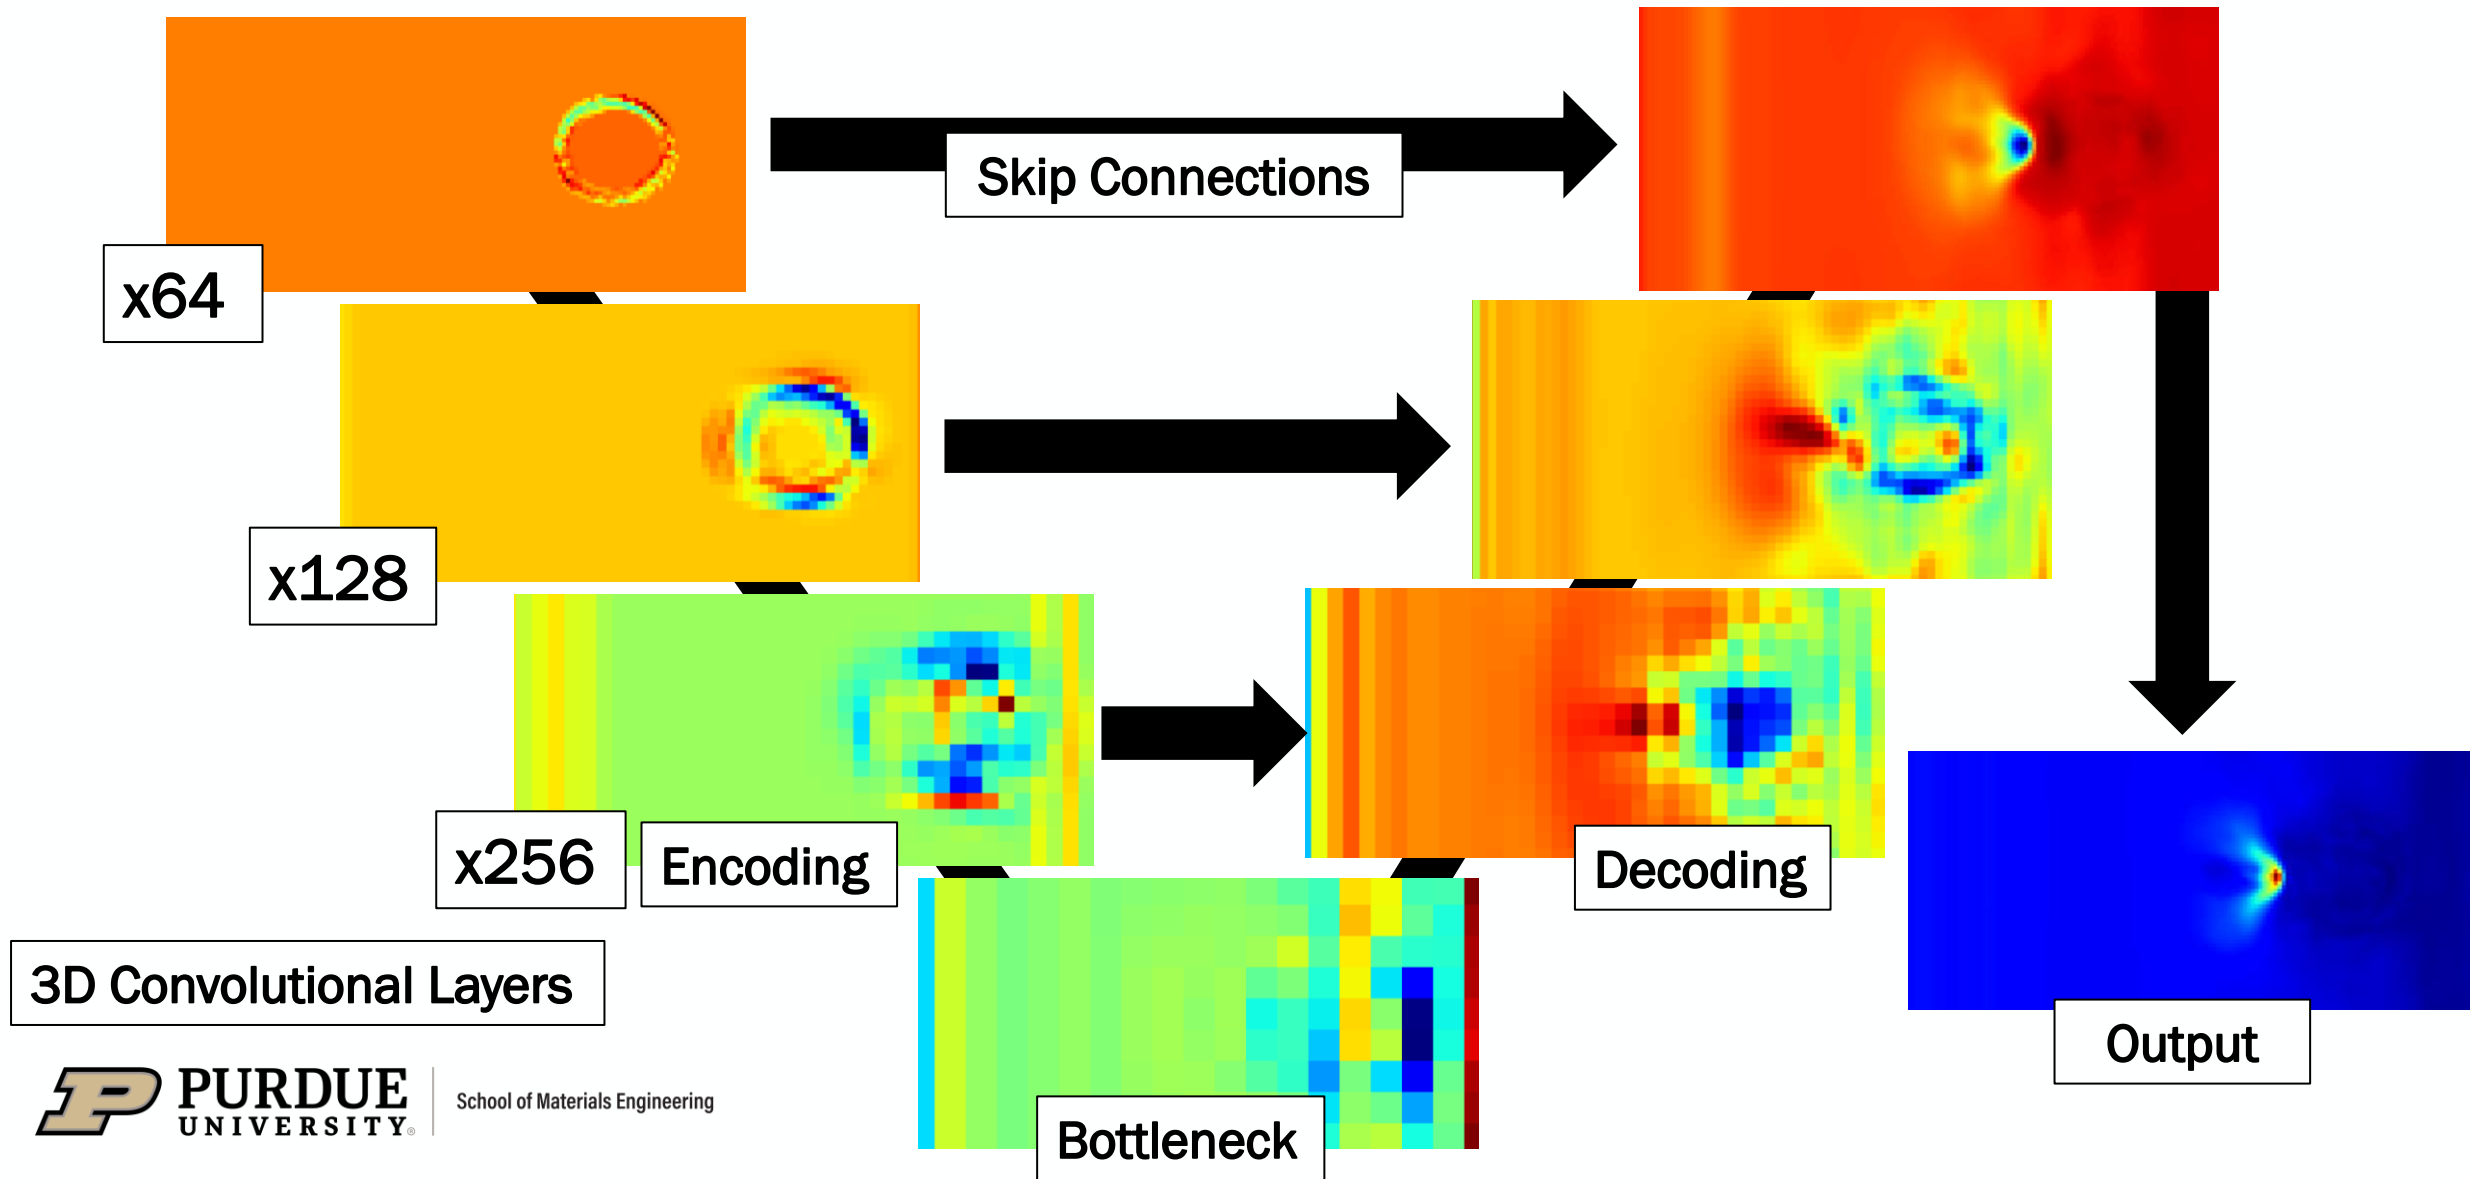 Skip Connections
x64
x128
x256
Encoding
Decoding
3D Convolutional Layers
Output
Bottleneck
PURDUE
UNIVERSITY®
School of Materials Engineering